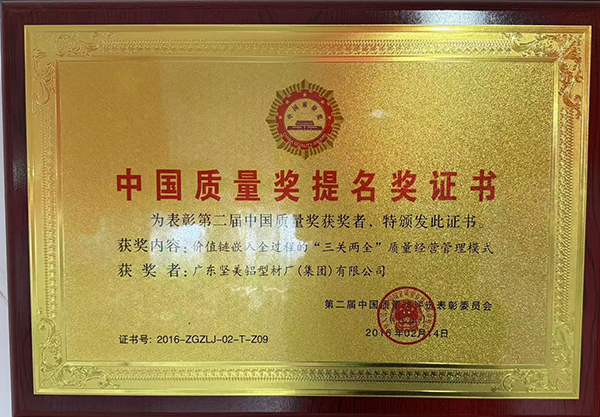 中国质量奖
中国质量奖提名奖证书
为表彰第二届中国质量奖获奖者，特颁发此证书。
获奖内容：价值链嵌入全过程的“三关两全”质量经营管理模式
获奖者：广东坚美铝型材厂(集团)有限公司
第二届中国质量奖评选表彰委员会
2016年02月14日
证书号：2016-ZGZLJ-02-T-Z09